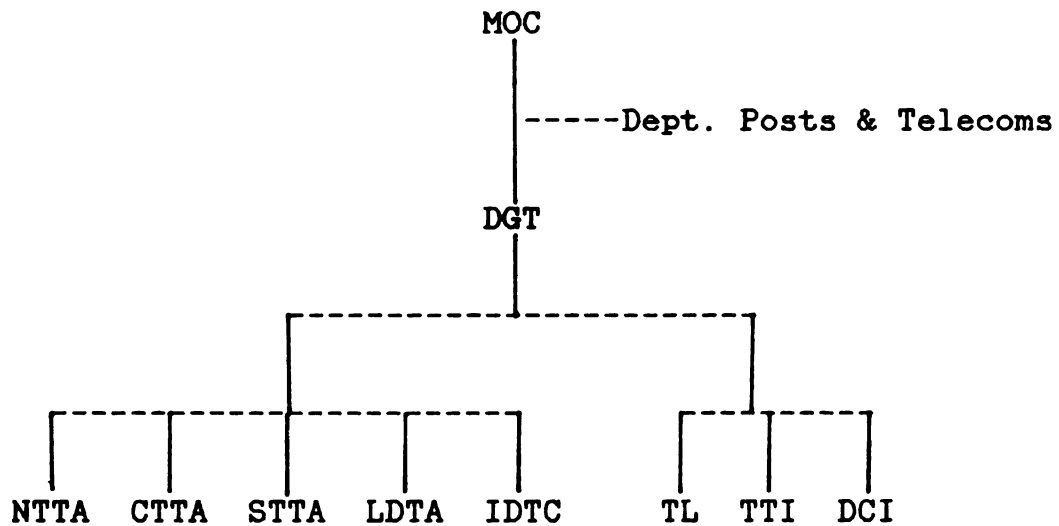 MOC
Dept. Posts & Telecoms
DGT
NTTA CTTA STTA LDTA IDTC TL TTI DCI